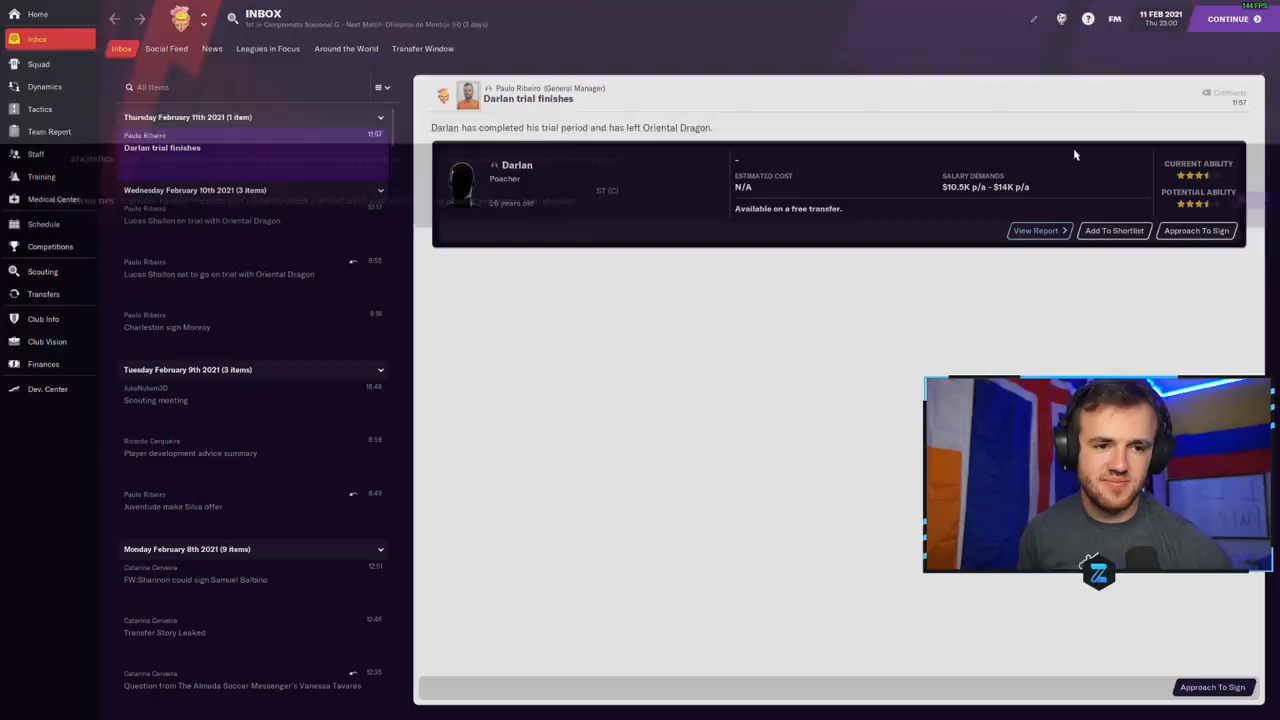 144 FPS
Home
Inbox
Squad
Dynamics
Tactics
Team Report
Staff
Training
Medical Center
Schedule
Competitions
Scouting
Transfers
Club Info
Club Vision
Finances
Dev. Center
INBOX
1st in Campeonato Nacional G - Next Match: Olímpico do Montijo (H) (3 days)
FM
11 FEB 2021
Thu 23:00
CONTINUE
Inbox
Social Feed
News
Leagues in Focus
Around the World
Transfer Window
All Items
Thursday February 11th 2021 (1 item)
Paulo Ribeiro 11:57
Darlan trial finishes
Wednesday February 10th 2021 (3 items)
Paulo Ribeiro 10:17
Lucas Shallon on trial with Oriental Dragon
Paulo Ribeiro 9:55
Lucas Shallon set to go on trial with Oriental Dragon
Paulo Ribeiro 8:18
Charleston sign Monroy
Tuesday February 9th 2021 (3 items)
JukeNukem3D 16:48
Scouting meeting
Ricardo Cerqueira 8:59
Player development advice summary
Paulo Ribeiro 8:49
Juventude make Silva offer
Monday February 8th 2021 (9 items)
Catarina Cerveira 12:51
FW:Shannon could sign Samuel Balbino
Catarina Cerveira 12:46
Transfer Story Leaked
Catarina Cerveira 12:35
Question from The Almada Soccer Messenger's Vanessa Tavares
Paulo Ribeiro (General Manager)
Darlan trial finishes
Contracts
11:57
Darlan has completed his trial period and has left Oriental Dragon.
Darlan
Poacher
ST (C)
26 years old
-
ESTIMATED COST
N/A
SALARY DEMANDS
$10.5K p/a - $14K p/a
Available on a free transfer.
CURRENT ABILITY
POTENTIAL ABILITY
View Report
Add To Shortlist
Approach To Sign
Approach To Sign